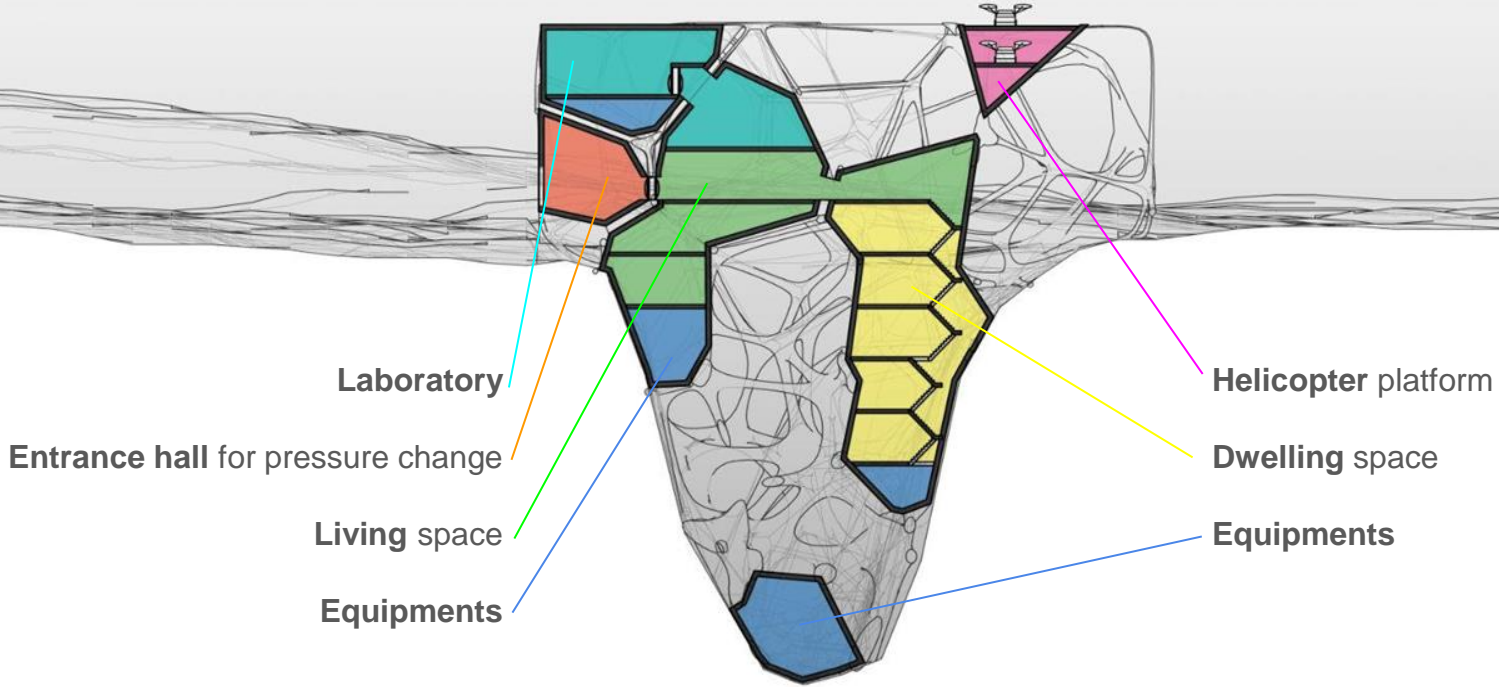 Laboratory
Entrance hall for pressure change
Living space
Equipments
Helicopter platform
Dwelling space
Equipments